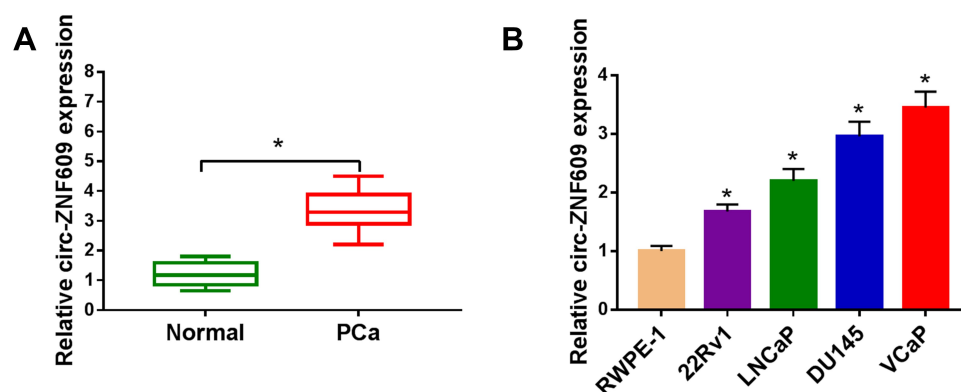 A
Relative circ-ZNF609 expression
8
7
6
5
4
3
2
1
0
*
Normal
PCa
B
Relative circ-ZNF609 expression
4
3
2
1
0
*
*
*
*
RWPE-1
22Rv1
LNCaP
DU145
VCaP